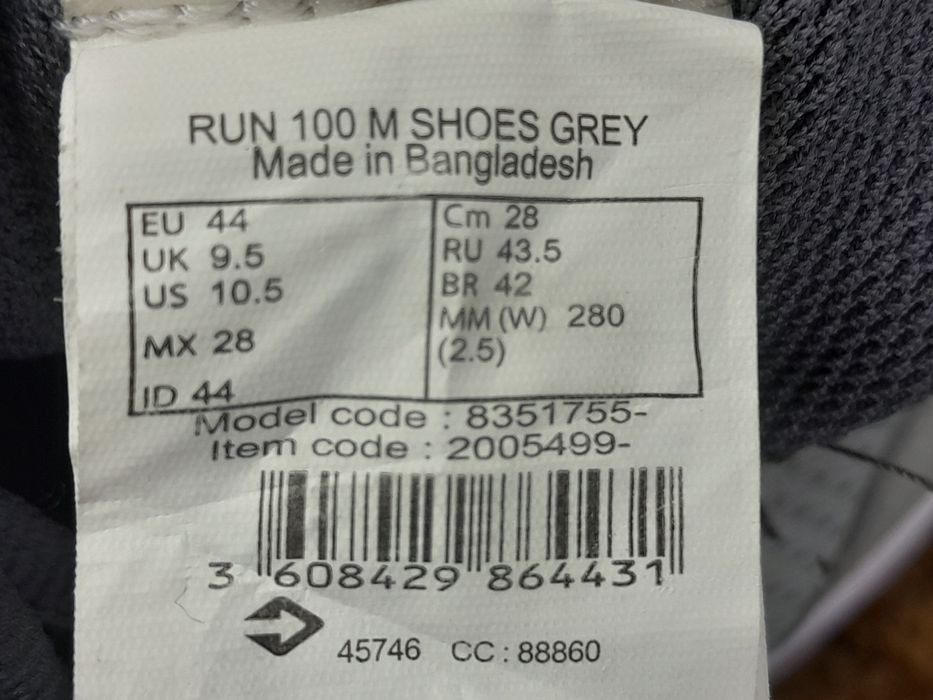 RUN 100 M SHOES GREY
Made in Bangladesh
EU 44
UK 9.5
US 10.5
MX 28
ID 44
Cm 28
RU 43.5
BR 42
MM (W) 280
(2.5)
Model code : 8351755-
Item code : 2005499-
3 608429 864431
45746 CC : 88860